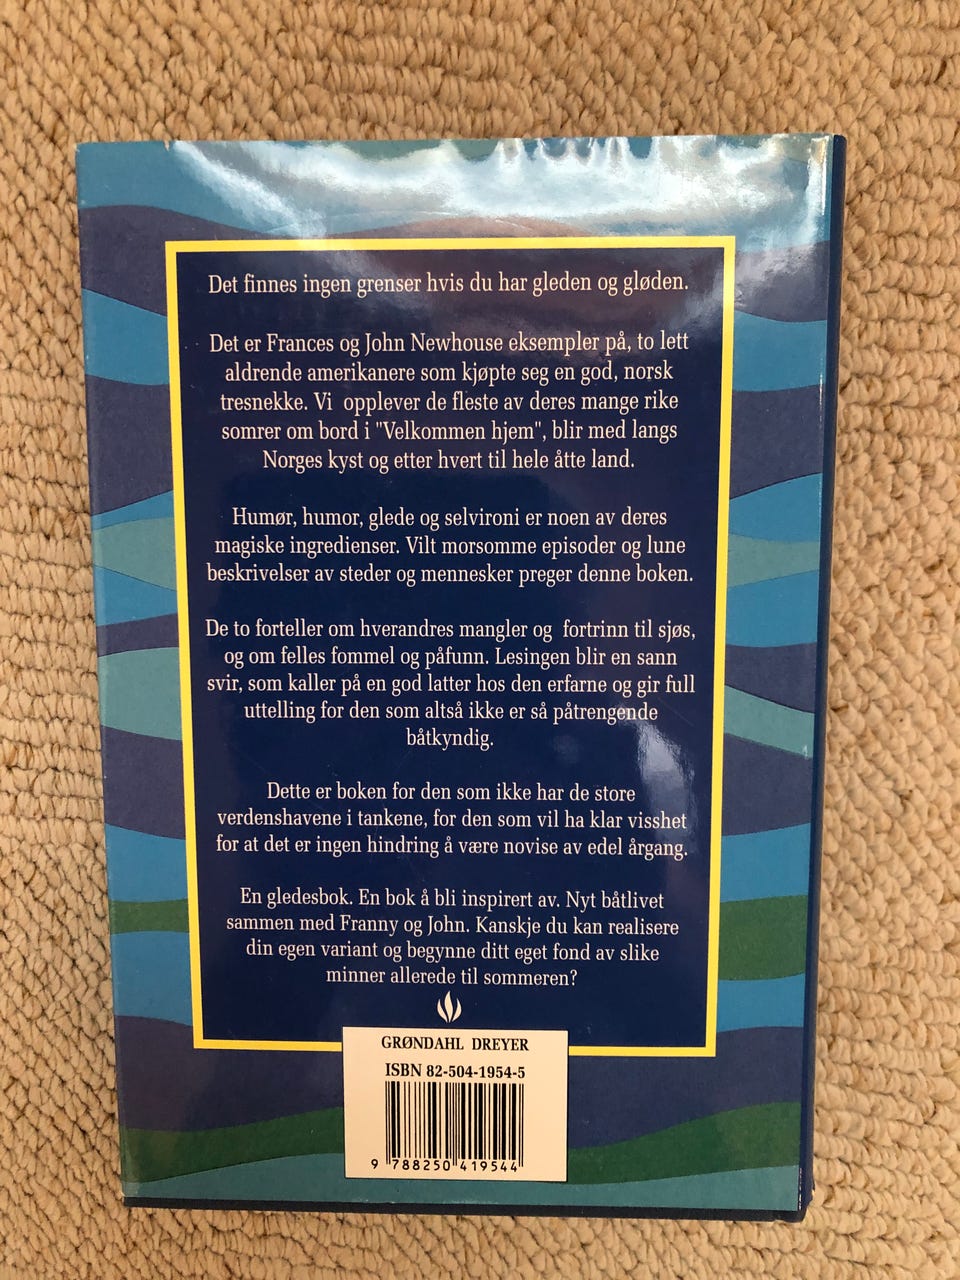 Det finnes ingen grenser hvis du har gleden og gløden.
Det er Frances og John Newhouse eksempler på, to lett
aldrende amerikanere som kjøpte seg en god, norsk
tresnekke. Vi opplever de fleste av deres mange rike
somrer om bord i "Velkommen hjem", blir med langs
Norges kyst og etter hvert til hele åtte land.
Humør, humor, glede og selvironi er noen av deres
magiske ingredienser. Vilt morsomme episoder og lune
beskrivelser av steder og mennesker preger denne boken.
De to forteller om hverandres mangler og fortrinn til sjøs,
og om felles fommel og påfunn. Lesingen blir en sann
svir, som kaller på en god latter hos den erfarne og gir full
uttelling for den som altså ikke er så påtrengende
båtkyndig.
Dette er boken for den som ikke har de store
verdenshavene i tankene, for den som vil ha klar visshet
for at det er ingen hindring å være novise av edel årgang.
En gledesbok. En bok å bli inspirert av. Nyt båtlivet
sammen med Franny og John. Kanskje du kan realisere
din egen variant og begynne ditt eget fond av slike
minner allerede til sommeren?
GRØNDAHL DREYER
ISBN 82-504-1954-5
9 788250 419544